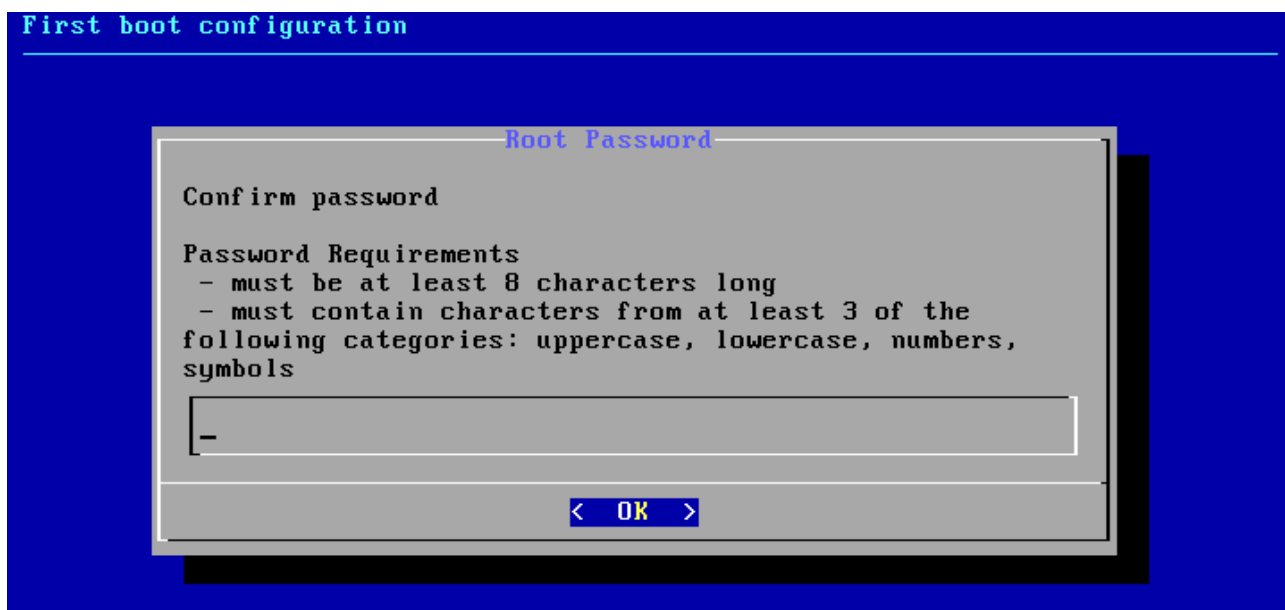 First boot configuration
Root Password
Confirm password
Password Requirements
- must be at least 8 characters long
- must contain characters from at least 3 of the
following categories: uppercase, lowercase, numbers,
symbols
< OK >